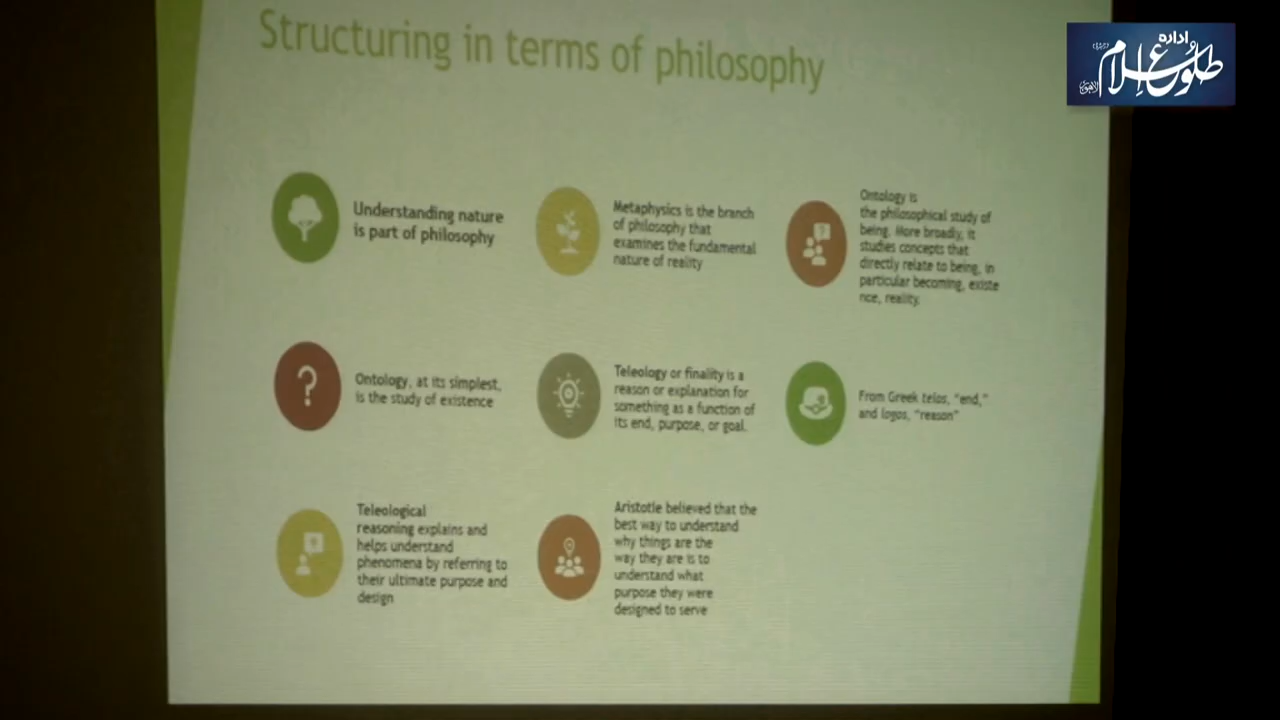 Structuring in terms of philosophy
ادارہ
طلوع اسلام
لاہور
Understanding nature
is part of philosophy
Metaphysics is the branch
of philosophy that
examines the fundamental
nature of reality
Ontology is
the philosophical study of
being. More broadly, it
studies concepts that
directly relate to being, in
particular becoming, existe
nce, reality.
Ontology, at its simplest,
is the study of existence
Teleology or finality is a
reason or explanation for
something as a function of
its end, purpose, or goal.
From Greek telos, “end,”
and logos, “reason”
Teleological
reasoning explains and
helps understand
phenomena by referring to
their ultimate purpose and
design
Aristotle believed that the
best way to understand
why things are the
way they are is to
understand what
purpose they were
designed to serve